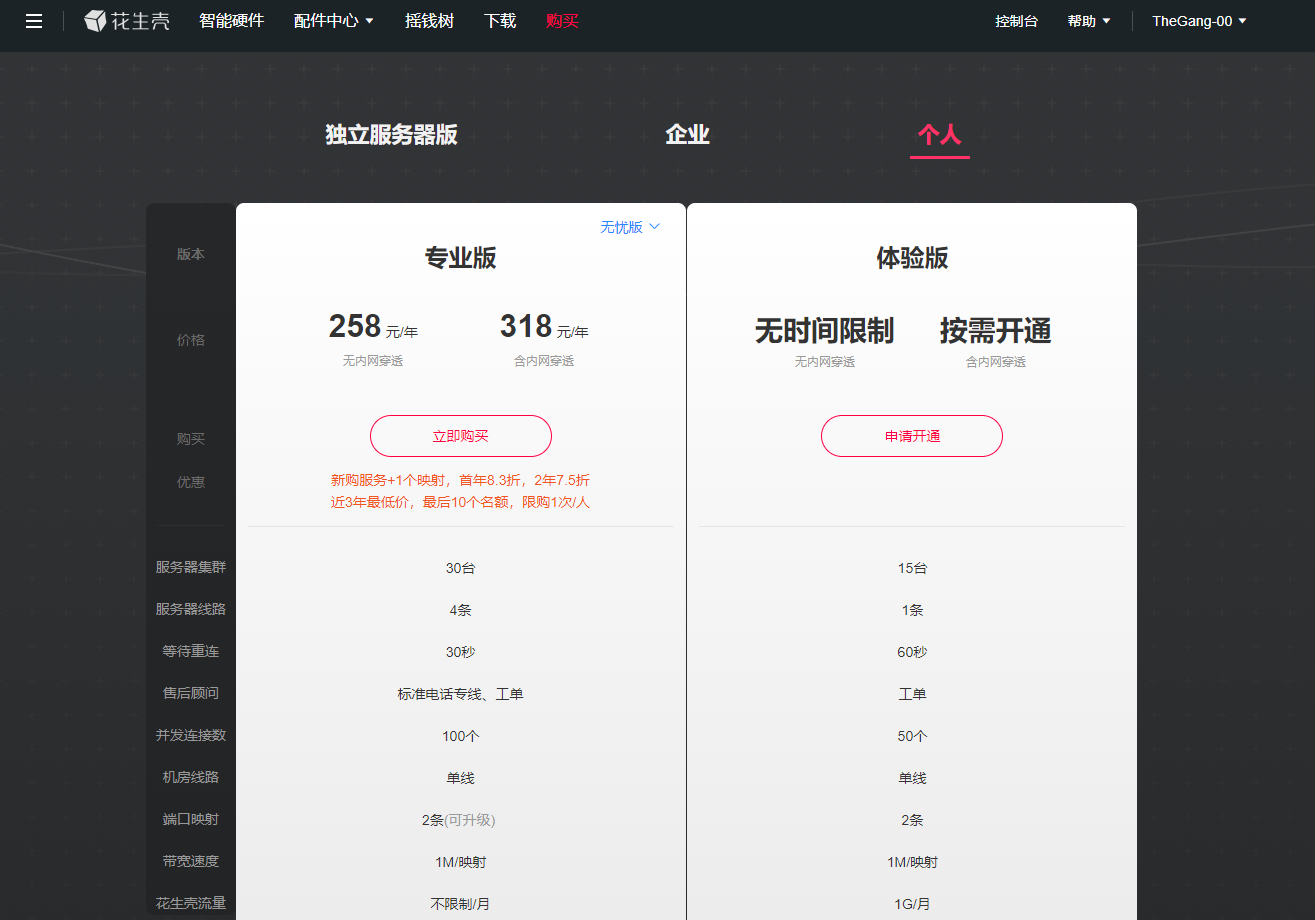 花生壳 智能硬件 配件中心 摇钱树 下载 购买 控制台 帮助 TheGang-00
独立服务器版 企业 个人
无忧版
版本 专业版 体验版
价格 258 元/年 318 元/年 无时间限制 按需开通
无内网穿透 含内网穿透 无内网穿透 含内网穿透
购买 立即购买 申请开通
优惠 新购服务+1个映射，首年8.3折，2年7.5折
近3年最低价，最后10个名额，限购1次/人
服务器集群 30台 15台
服务器线路 4条 1条
等待重连 30秒 60秒
售后顾问 标准电话专线、工单 工单
并发连接数 100个 50个
机房线路 单线 单线
端口映射 2条(可升级) 2条
带宽速度 1M/映射 1M/映射
花生壳流量 不限制/月 1G/月